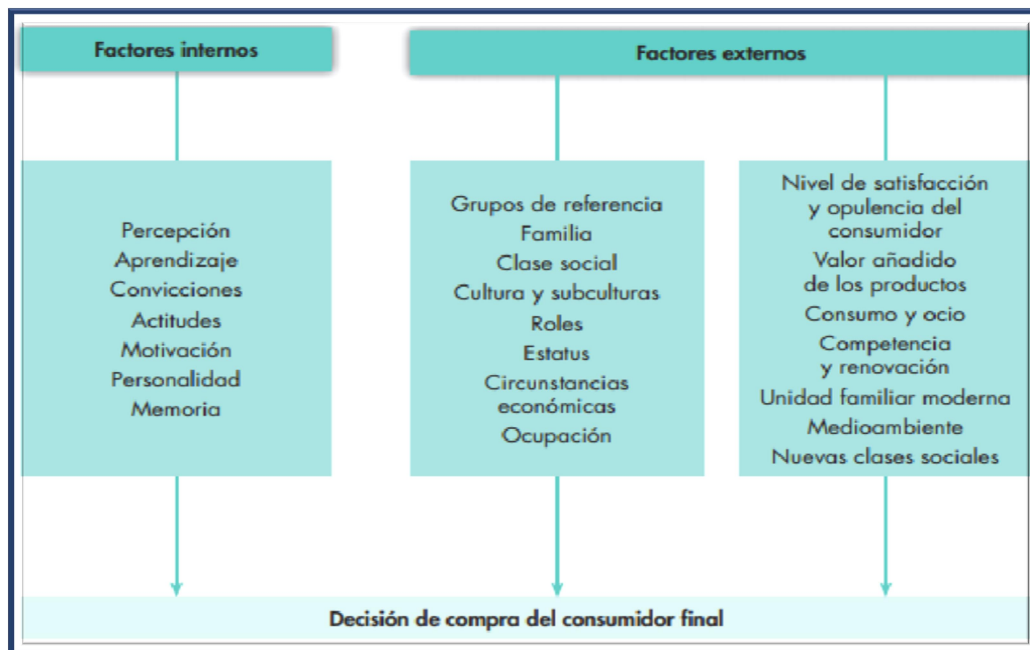 Factores internos
Factores externos
Percepción
Aprendizaje
Convicciones
Actitudes
Motivación
Personalidad
Memoria
Grupos de referencia
Familia
Clase social
Cultura y subculturas
Roles
Estatus
Circunstancias
económicas
Ocupación
Nivel de satisfacción
y opulencia del
consumidor
Valor añadido
de los productos
Consumo y ocio
Competencia
y renovación
Unidad familiar moderna
Medioambiente
Nuevas clases sociales
Decisión de compra del consumidor final